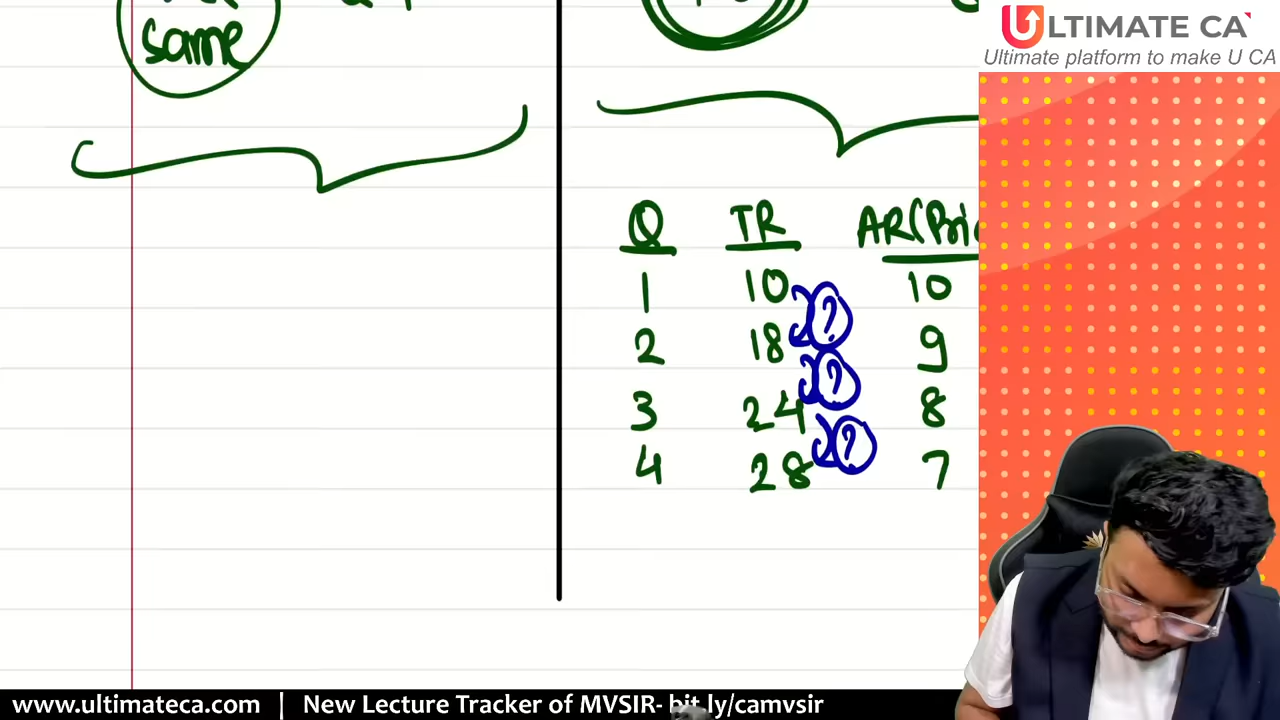 same
ULTIMATE CA
Ultimate platform to make U CA
Q TR AR(Pri
1 10 ? 10
2 18 ? 9
3 24 ? 8
4 28 7
www.ultimateca.com | New Lecture Tracker of MVSIR- bit.ly/camvsir